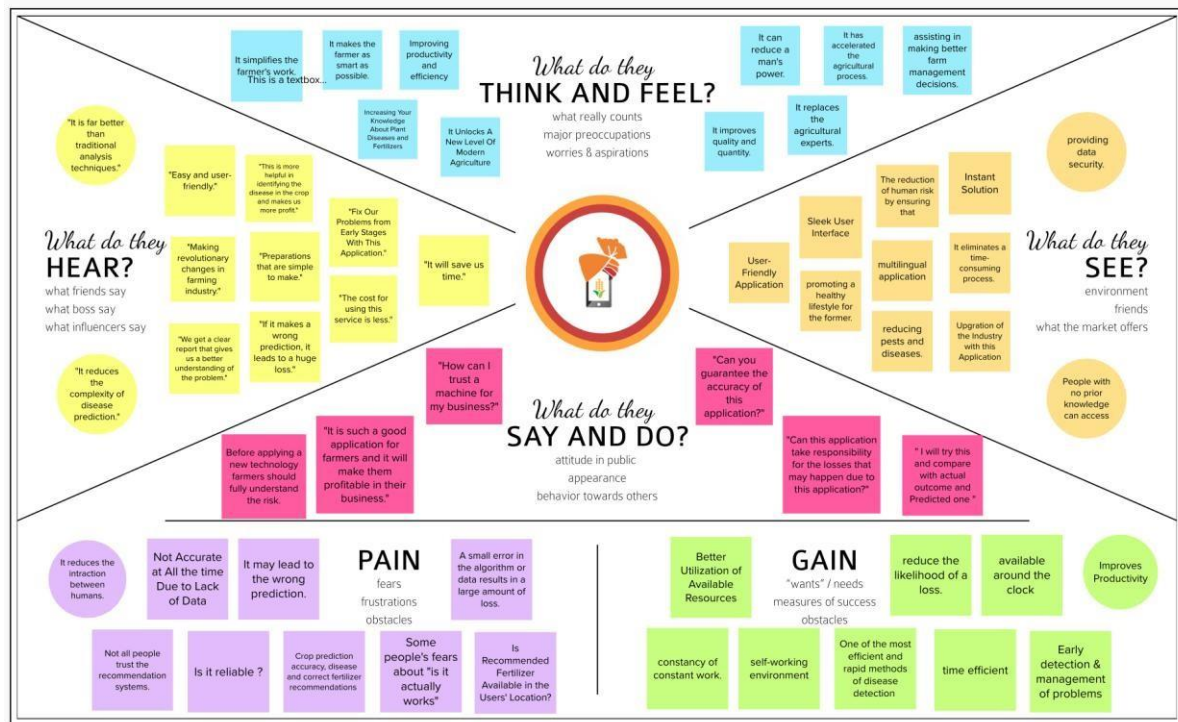 It simplifies the
farmer's work.
This is a textbox...
It makes the
farmer as
smart as
possible.
Improving
productivity
and
efficiency
Increasing Your
Knowledge
About Plant
Diseases and
Fertilizers
It Unlocks A
New Level Of
Modern
Agriculture
What do they
THINK AND FEEL?
what really counts
major preoccupations
worries & aspirations
It can
reduce a
man's
power.
It has
accelerated
the
agricultural
process.
assisting in
making better
farm
management
decisions.
It improves
quality and
quantity.
It replaces
the
agricultural
experts.
"It is far better
than
traditional
analysis
techniques."
"Easy and user-
friendly."
"This is more
helpful in
identifying the
disease in the crop
and makes us
more profit."
"Fix Our
Problems from
Early Stages
With This
Application."
"It will save us
time."
What do they
HEAR?
what friends say
what boss say
what influencers say
"Making
revolutionary
changes in
farming
industry."
"Preparations
that are simple
to make."
"The cost for
using this
service is less."
"We get a clear
report that gives
us a better
understanding of
the problem."
"If it makes a
wrong
prediction, it
leads to a huge
loss."
"It reduces
the
complexity of
disease
prediction."
providing
data
security.
The reduction
of human risk
by ensuring
that
Instant
Solution
Sleek User
Interface
User-
Friendly
Application
multilingual
application
It eliminates a
time-
consuming
process.
promoting a
healthy
lifestyle for
the former.
reducing
pests and
diseases.
Upgration of
the Industry
with this
Application
What do they
SEE?
environment
friends
what the market offers
People with
no prior
knowledge
can access
"How can I
trust a
machine for
my business?"
"It is such a good
application for
farmers and it will
make them
profitable in their
business."
Before applying a
new technology
farmers should
fully understand
the risk.
What do they
SAY AND DO?
attitude in public
appearance
behavior towards others
"Can you
guarantee the
accuracy of
this
application?"
"Can this application
take responsibility
for the losses that
may happen due to
this application?"
" I will try this
and compare
with actual
outcome and
Predicted one "
It reduces the
intraction
between
humans.
Not Accurate
at All the time
Due to Lack
of Data
It may lead to
the wrong
prediction.
PAIN
fears
frustrations
obstacles
A small error in
the algorithm or
data results in a
large amount of
loss.
Not all people
trust the
recommendation
systems.
Is it reliable ?
Crop prediction
accuracy, disease
and correct fertilizer
recommendations
Some
people's fears
about "is it
actually
works"
Is
Recommended
Fertilizer
Available in the
Users' Location?
Better
Utilization of
Available
Resources
GAIN
"wants" / needs
measures of success
obstacles
reduce the
likelihood of a
loss.
available
around the
clock
Improves
Productivity
constancy of
constant work.
self-working
environment
One of the most
efficient and
rapid methods
of disease
detection
time efficient
Early
detection &
management
of problems